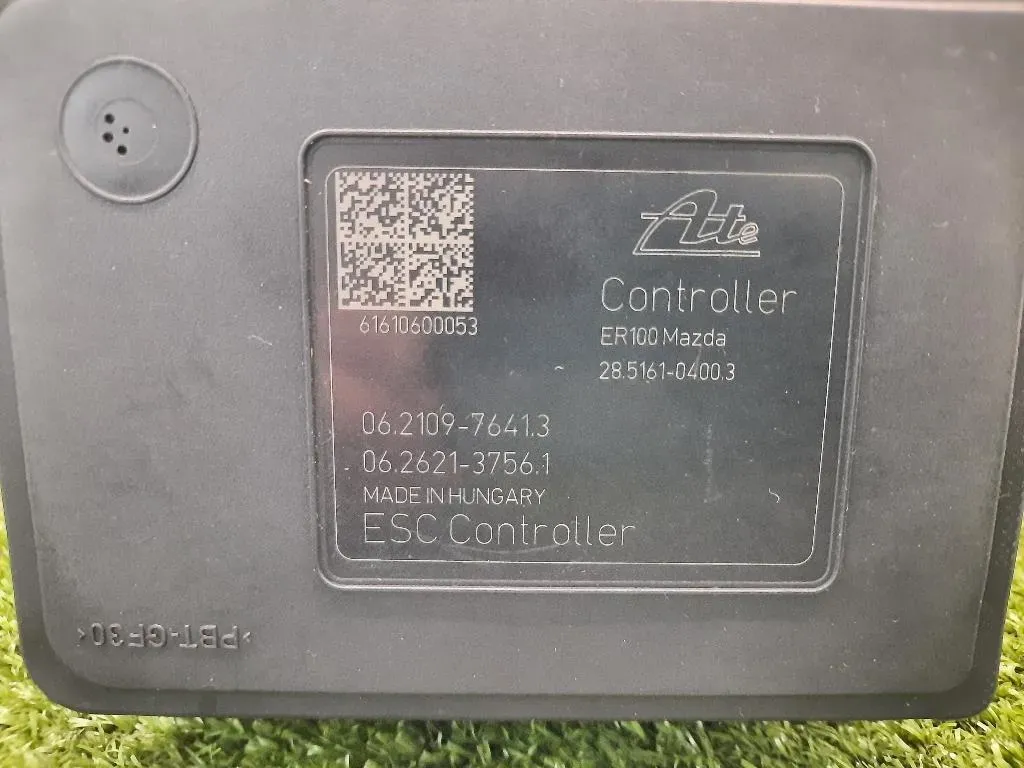 Ate
61610600053
Controller
ER100 Mazda
28.5161-0400.3
06.2109-7641.3
06.2621-3756.1
MADE IN HUNGARY
ESC Controller
>PBT-GF30<